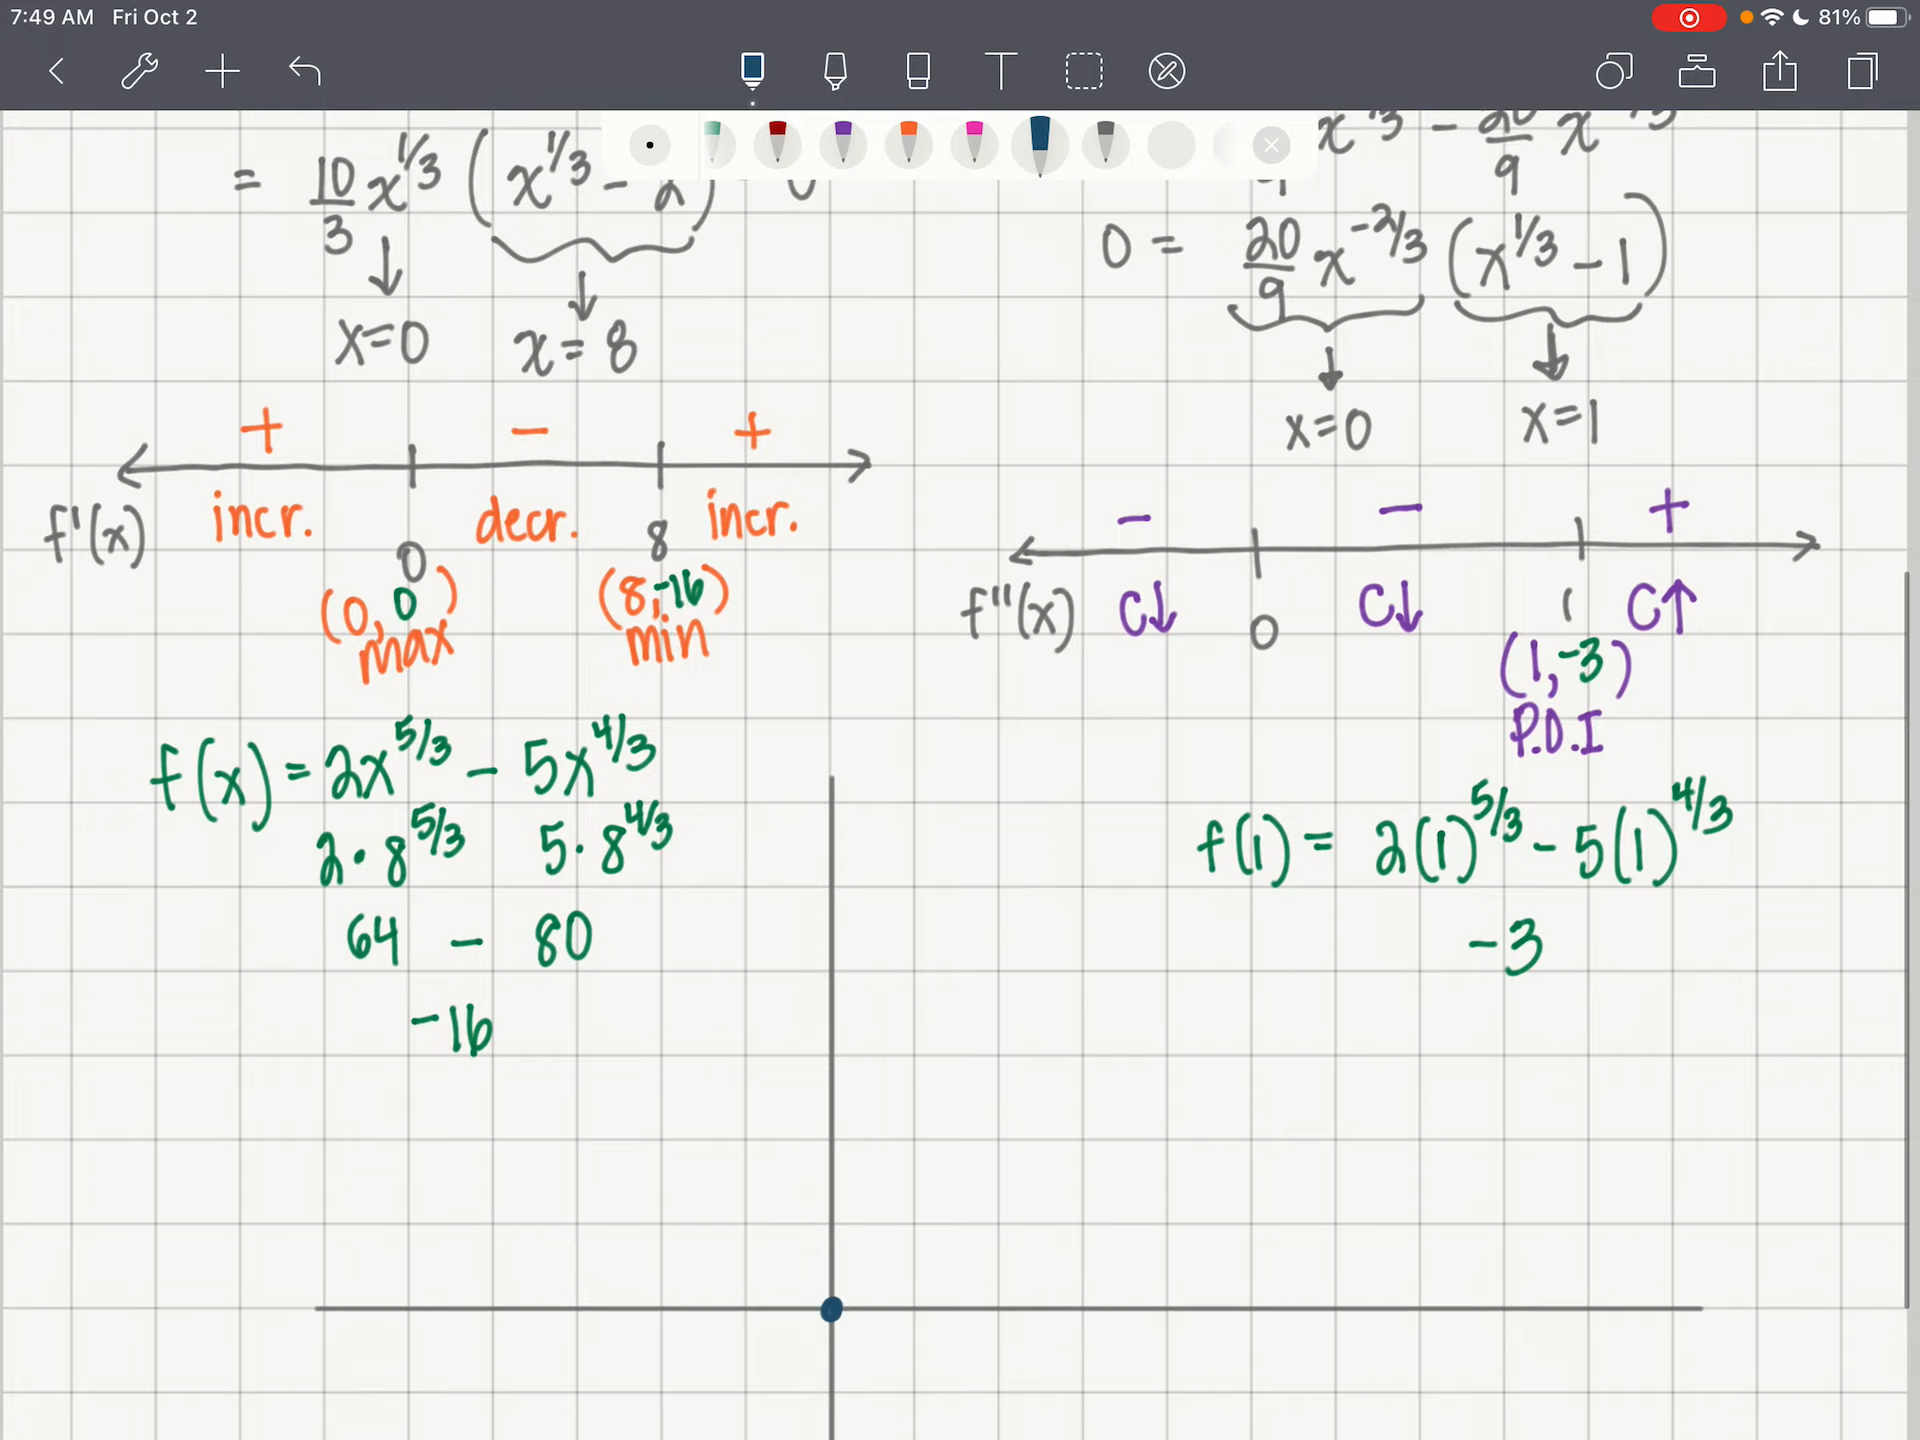 7:49 AM Fri Oct 2
81%
= 10/3 x^1/3 (x^1/3 - 2)
x=0
x=8
+ - +
f'(x) incr. decr. incr.
0 8
(0, 0) max
(8, -16) min
f(x) = 2x^5/3 - 5x^4/3
2 · 8^5/3 5 · 8^4/3
64 - 80
-16
- 20/9 x
0 = 20/9 x^-2/3 (x^1/3 - 1)
x=0
x=1
- - +
f''(x) C↓ C↓ C↑
0 1
(1, -3)
P.O.I
f(1) = 2(1)^5/3 - 5(1)^4/3
-3